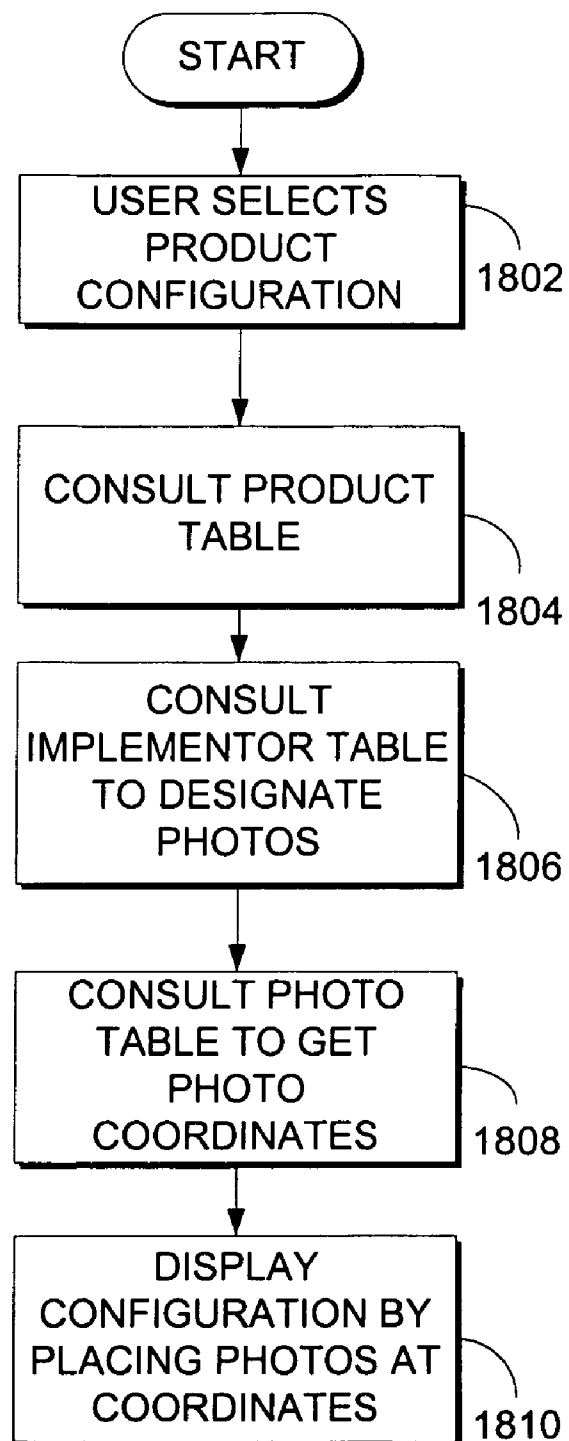 START
USER SELECTS
PRODUCT
CONFIGURATION
1802
CONSULT PRODUCT
TABLE
1804
CONSULT
IMPLEMENTOR TABLE
TO DESIGNATE
PHOTOS
1806
CONSULT PHOTO
TABLE TO GET
PHOTO
COORDINATES
1808
DISPLAY
CONFIGURATION BY
PLACING PHOTOS AT
COORDINATES
1810